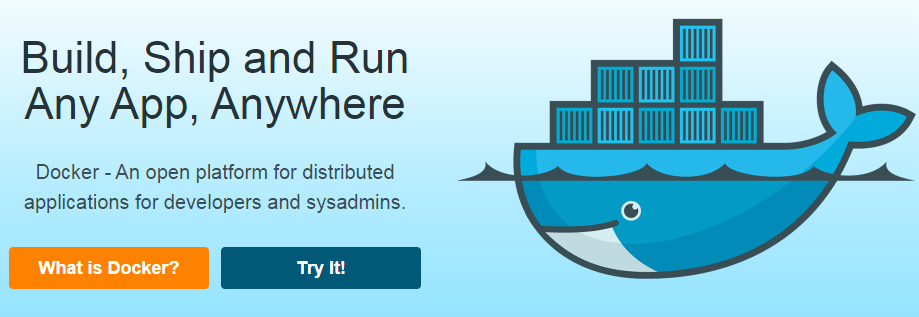 Build, Ship and Run
Any App, Anywhere
Docker - An open platform for distributed
applications for developers and sysadmins.
What is Docker?
Try It!